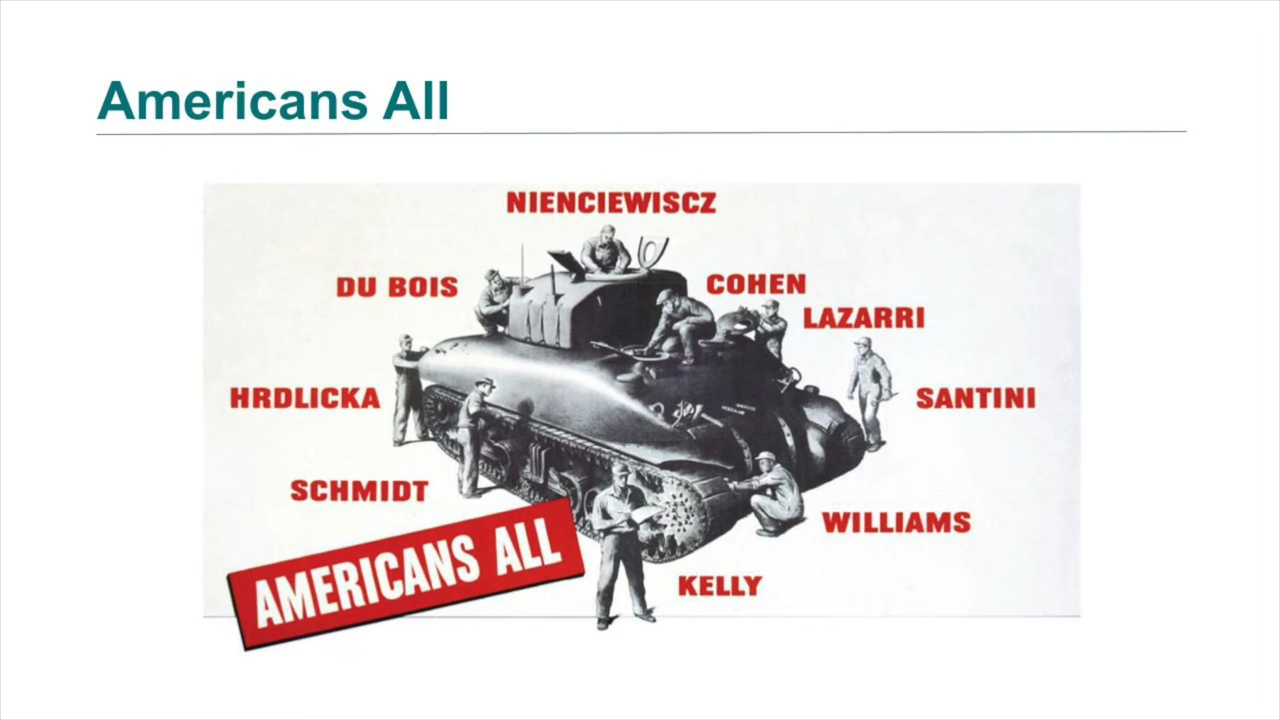 Americans All
NIENCIEWISCZ
DU BOIS
COHEN
LAZARRI
HRDLICKA
SANTINI
SCHMIDT
WILLIAMS
AMERICANS ALL
KELLY